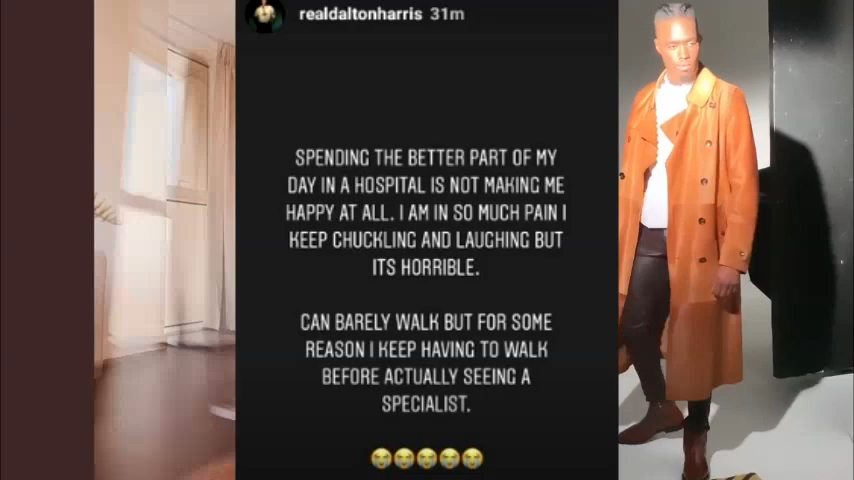 realdaltonharris 31m
SPENDING THE BETTER PART OF MY
DAY IN A HOSPITAL IS NOT MAKING ME
HAPPY AT ALL. I AM IN SO MUCH PAIN I
KEEP CHUCKLING AND LAUGHING BUT
ITS HORRIBLE.
CAN BARELY WALK BUT FOR SOME
REASON I KEEP HAVING TO WALK
BEFORE ACTUALLY SEEING A
SPECIALIST.
😭😭😭😭😭